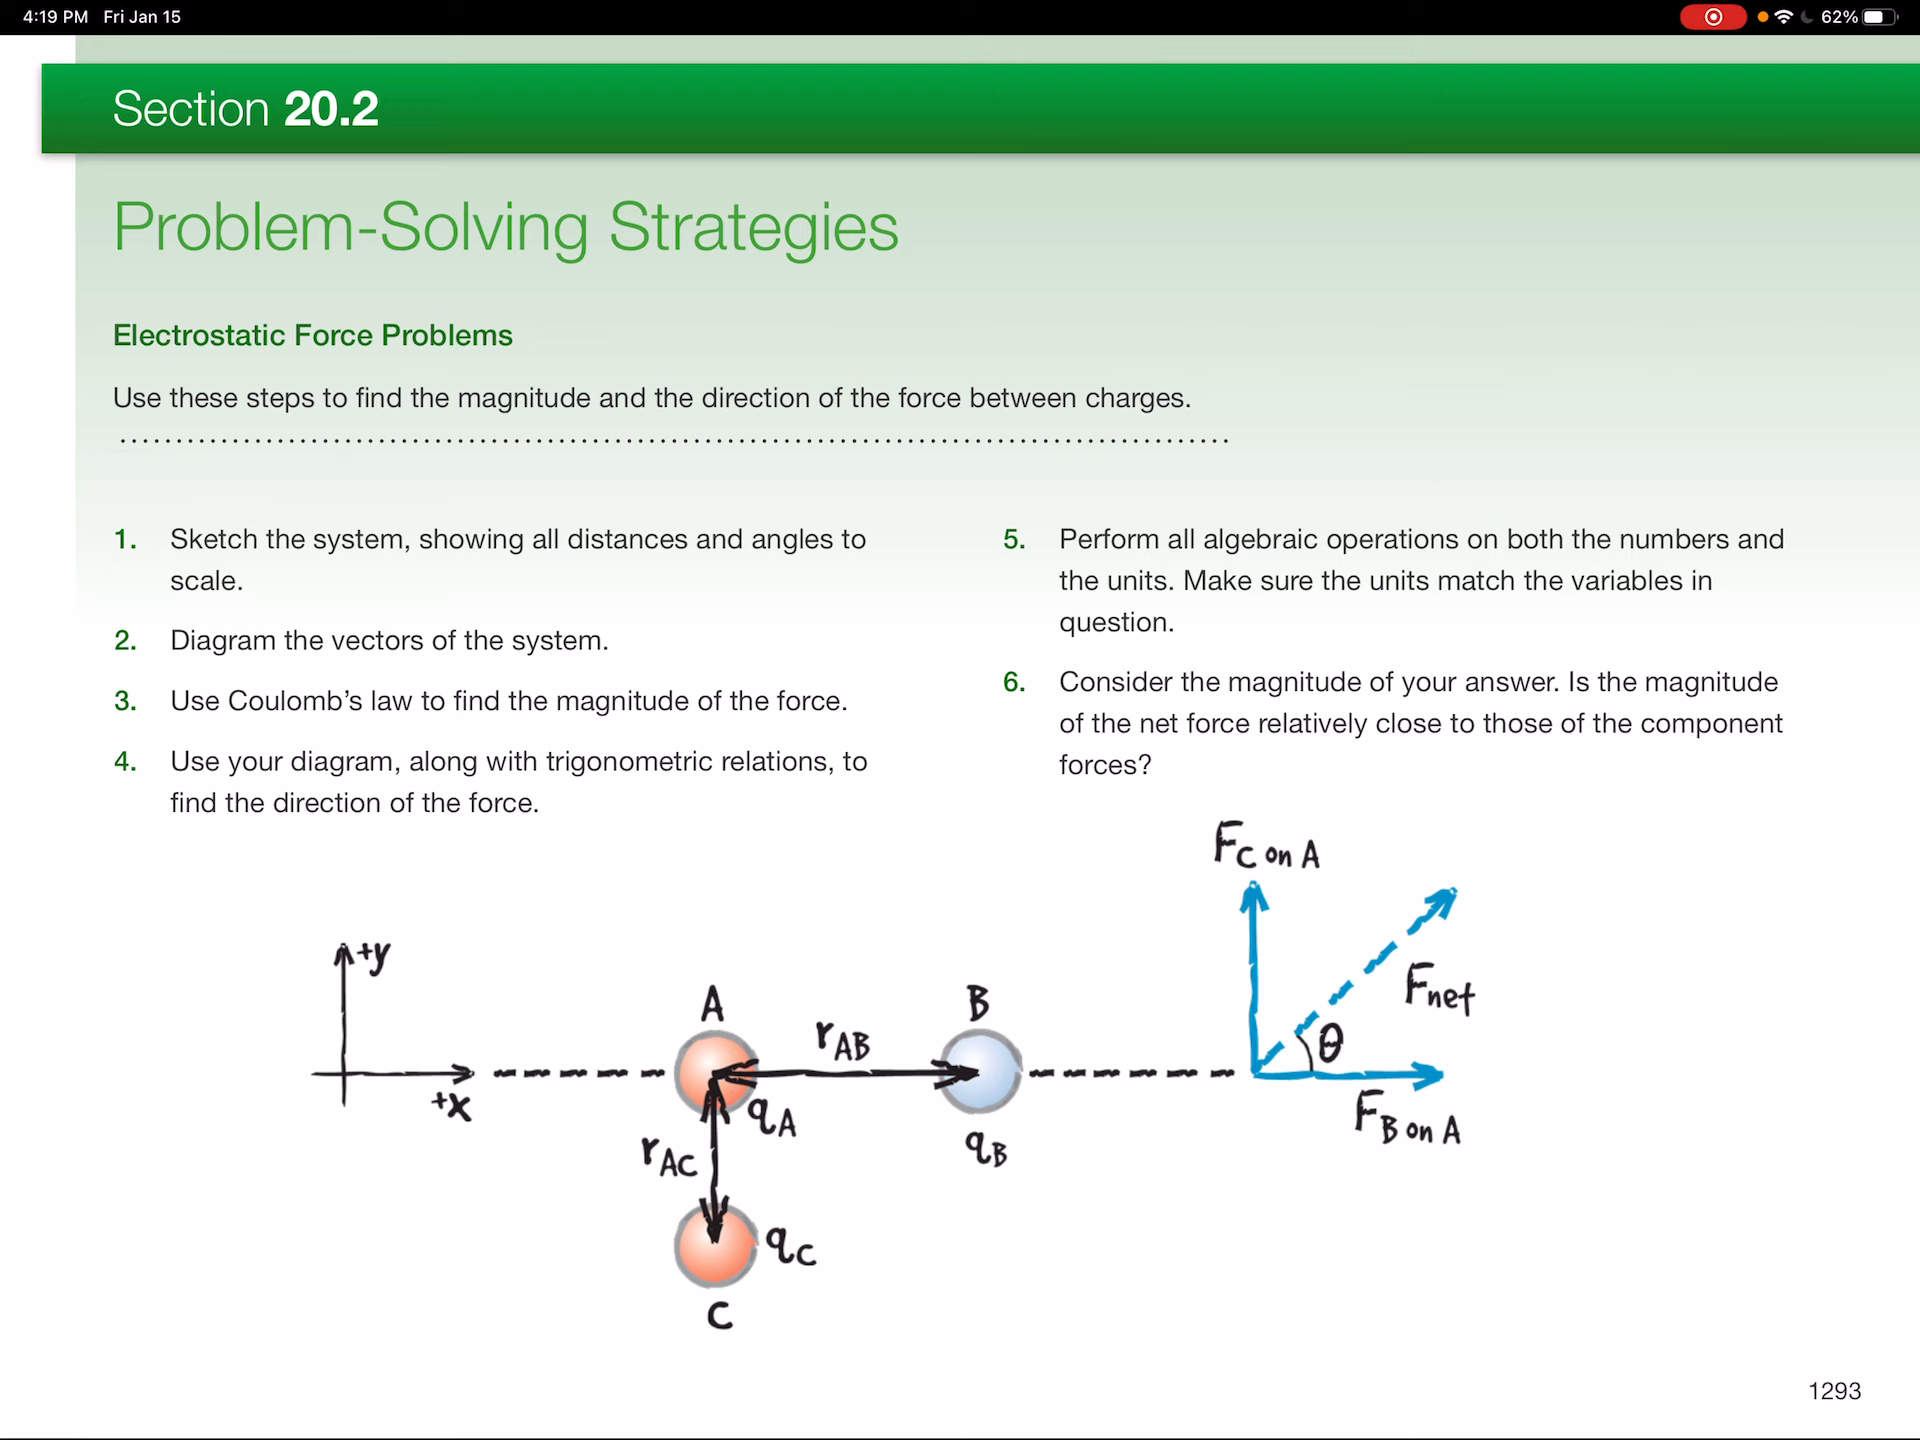 4:19 PM Fri Jan 15
62%
Section 20.2
Problem-Solving Strategies
Electrostatic Force Problems
Use these steps to find the magnitude and the direction of the force between charges.
1. Sketch the system, showing all distances and angles to
scale.
2. Diagram the vectors of the system.
3. Use Coulomb’s law to find the magnitude of the force.
4. Use your diagram, along with trigonometric relations, to
find the direction of the force.
5. Perform all algebraic operations on both the numbers and
the units. Make sure the units match the variables in
question.
6. Consider the magnitude of your answer. Is the magnitude
of the net force relatively close to those of the component
forces?
+y
+x
A
rAB
B
qA
qB
rAC
qC
C
FC on A
Fnet
θ
FB on A
1293